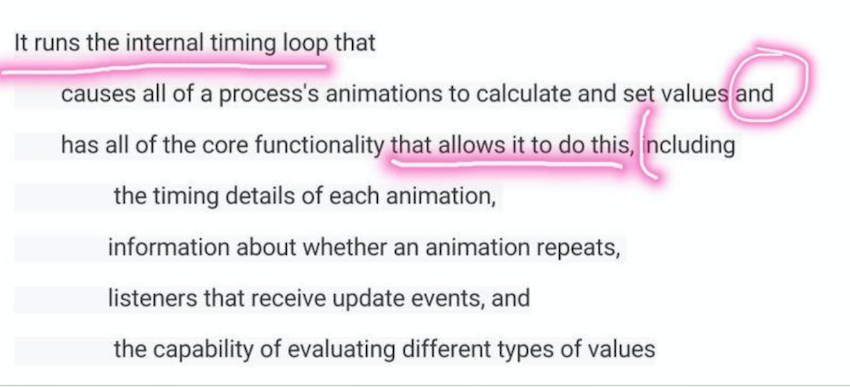 It runs the internal timing loop that
causes all of a process's animations to calculate and set values and
has all of the core functionality that allows it to do this, including
the timing details of each animation,
information about whether an animation repeats,
listeners that receive update events, and
the capability of evaluating different types of values